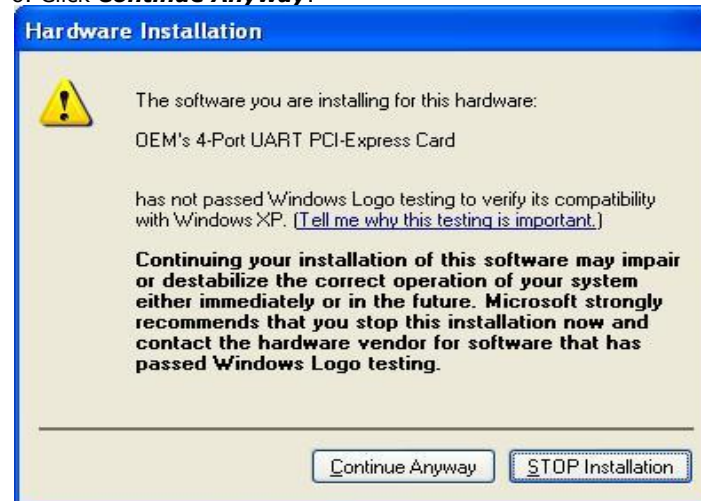 Click Continue Anyway.
Hardware Installation
The software you are installing for this hardware:
OEM's 4-Port UART PCI-Express Card
has not passed Windows Logo testing to verify its compatibility
with Windows XP. (Tell me why this testing is important.)
Continuing your installation of this software may impair
or destabilize the correct operation of your system
either immediately or in the future. Microsoft strongly
recommends that you stop this installation now and
contact the hardware vendor for software that has
passed Windows Logo testing.
Continue Anyway STOP Installation